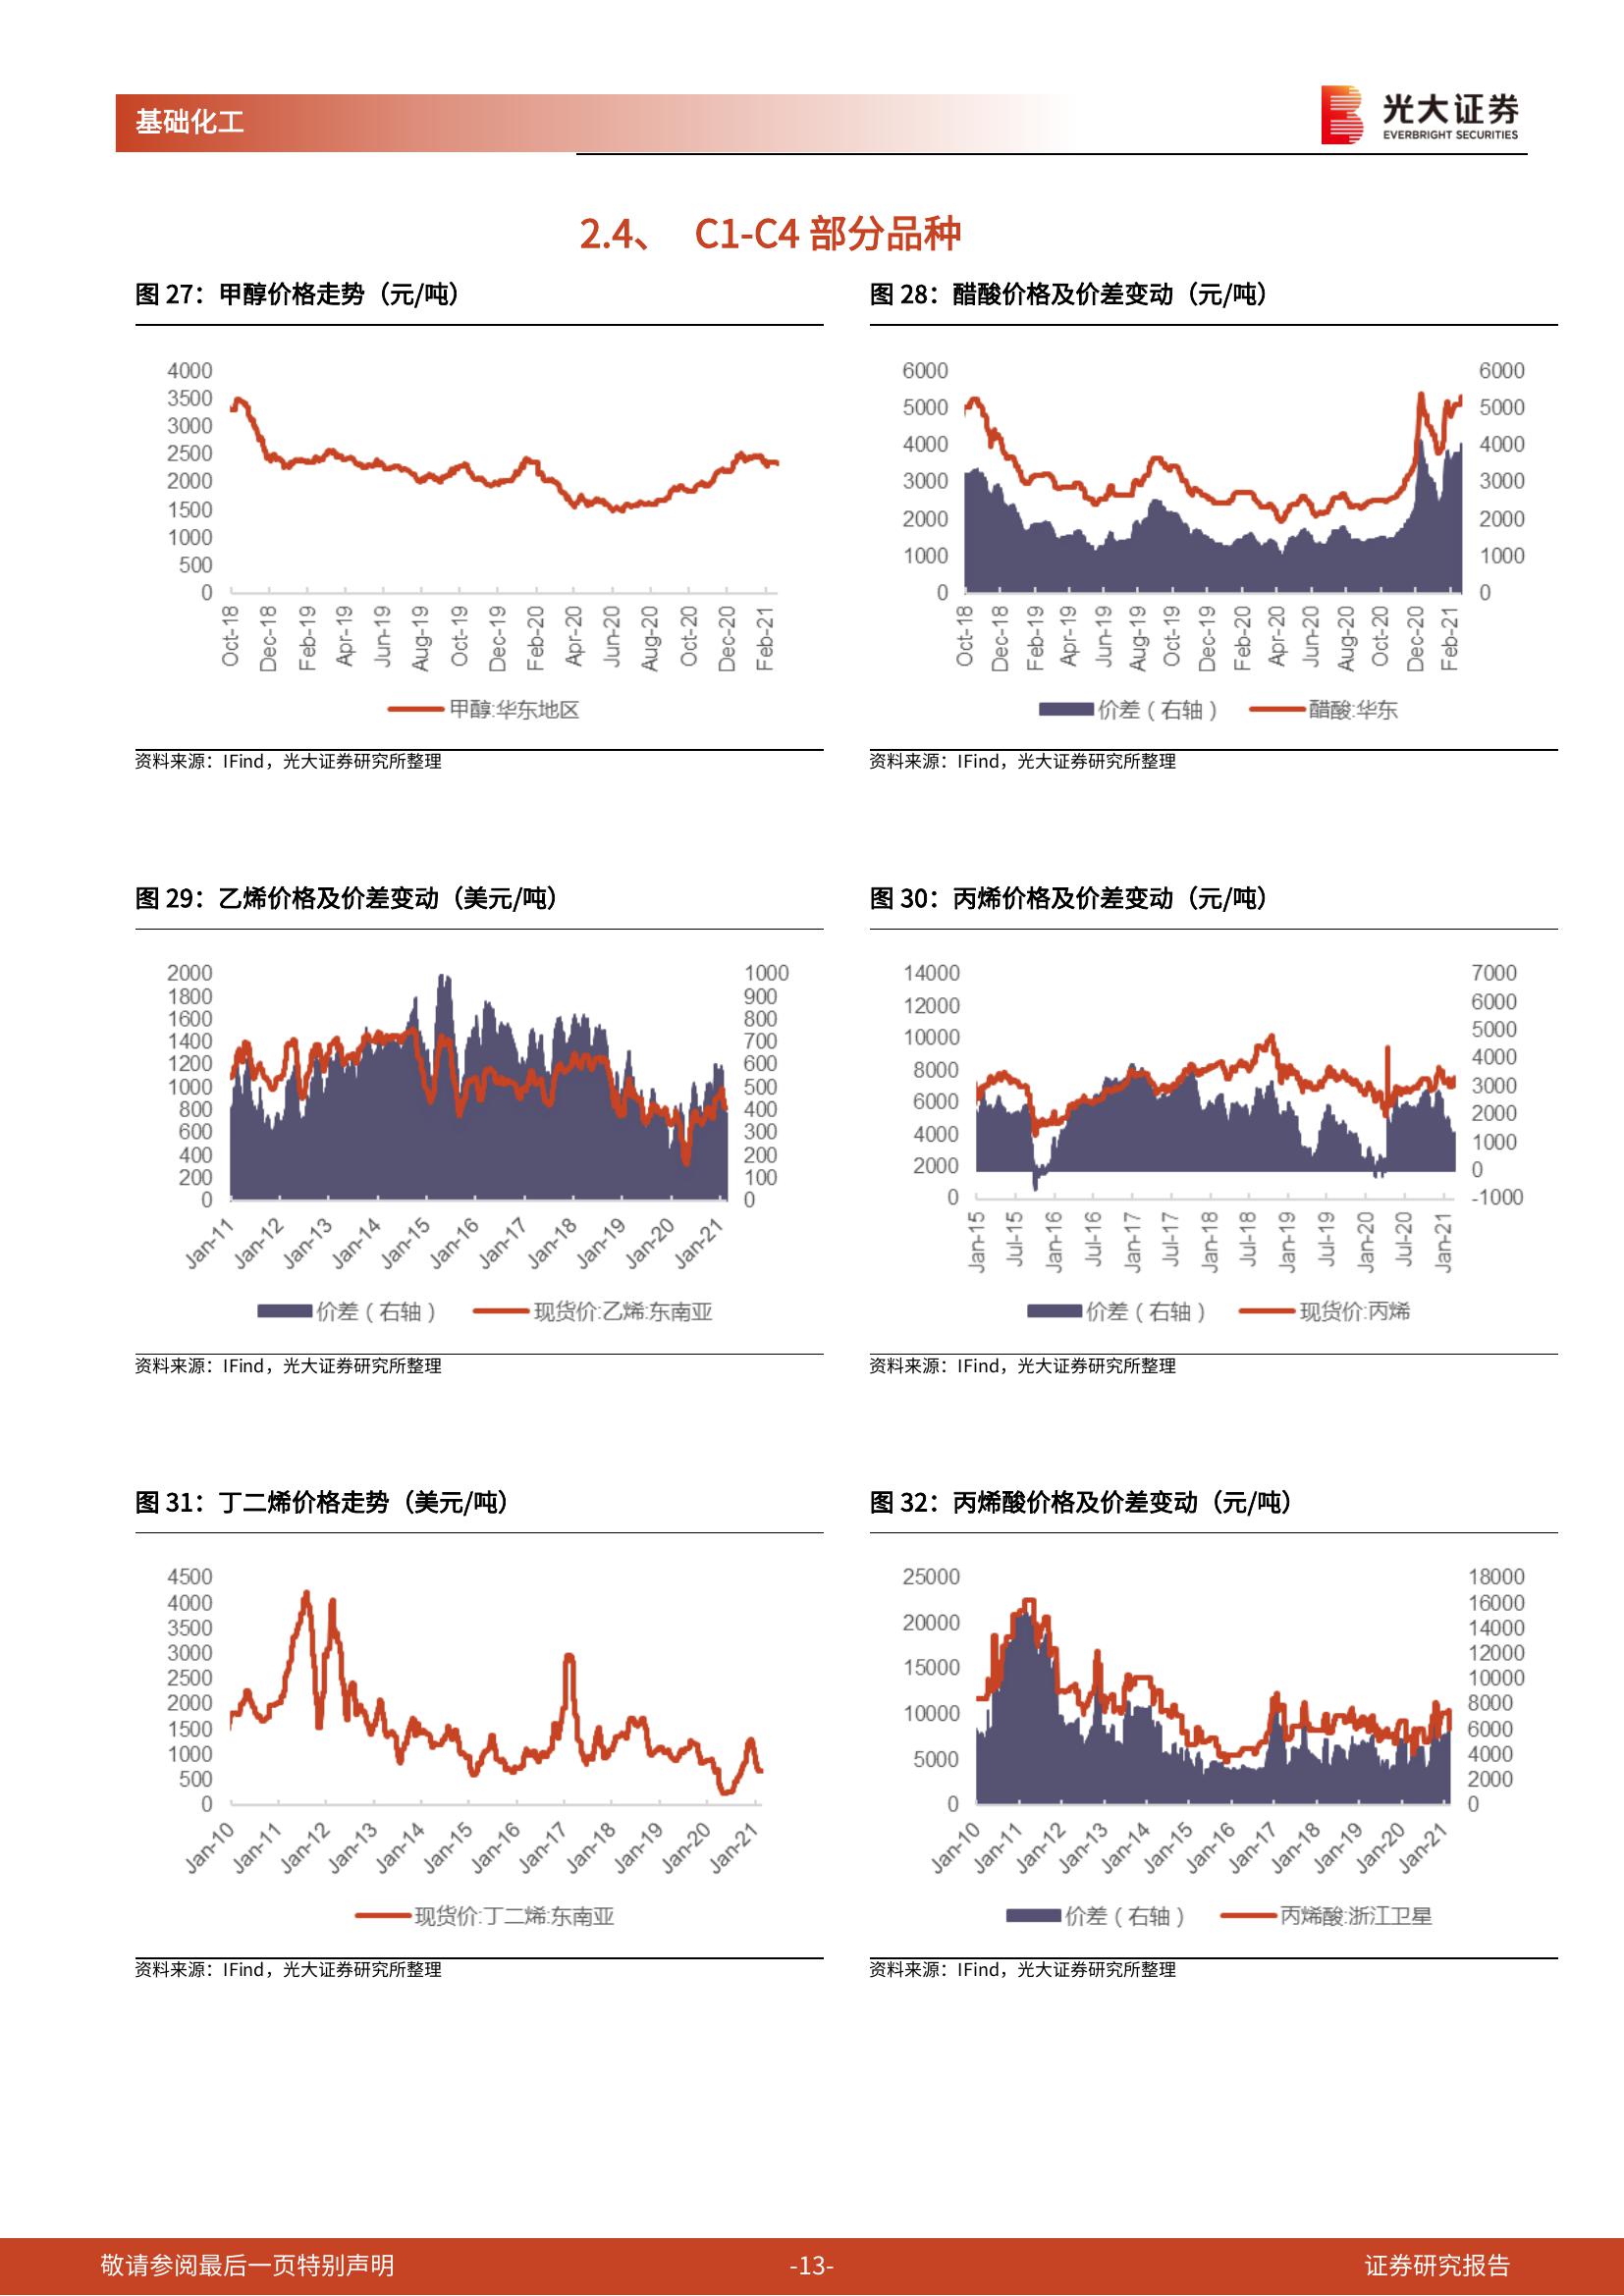 基础化工
光大证券
EVERBRIGHT SECURITIES
2.4、 C1-C4 部分品种
图 27：甲醇价格走势（元/吨）
4000
3500
3000
2500
2000
1500
1000
500
0
Oct-18
Dec-18
Feb-19
Apr-19
Jun-19
Aug-19
Oct-19
Dec-19
Feb-20
Apr-20
Jun-20
Aug-20
Oct-20
Dec-20
Feb-21
甲醇:华东地区
资料来源：IFind，光大证券研究所整理
图 28：醋酸价格及价差变动（元/吨）
6000
5000
4000
3000
2000
1000
0
6000
5000
4000
3000
2000
1000
0
Oct-18
Dec-18
Feb-19
Apr-19
Jun-19
Aug-19
Oct-19
Dec-19
Feb-20
Apr-20
Jun-20
Aug-20
Oct-20
Dec-20
Feb-21
价差（右轴） 醋酸:华东
资料来源：IFind，光大证券研究所整理
图 29：乙烯价格及价差变动（美元/吨）
2000
1800
1600
1400
1200
1000
800
600
400
200
0
1000
900
800
700
600
500
400
300
200
100
0
Jan-11
Jan-12
Jan-13
Jan-14
Jan-15
Jan-16
Jan-17
Jan-18
Jan-19
Jan-20
Jan-21
价差（右轴） 现货价:乙烯:东南亚
资料来源：IFind，光大证券研究所整理
图 30：丙烯价格及价差变动（元/吨）
14000
12000
10000
8000
6000
4000
2000
0
7000
6000
5000
4000
3000
2000
1000
0
-1000
Jan-15
Jul-15
Jan-16
Jul-16
Jan-17
Jul-17
Jan-18
Jul-18
Jan-19
Jul-19
Jan-20
Jul-20
Jan-21
价差（右轴） 现货价:丙烯
资料来源：IFind，光大证券研究所整理
图 31：丁二烯价格走势（美元/吨）
4500
4000
3500
3000
2500
2000
1500
1000
500
0
Jan-10
Jan-11
Jan-12
Jan-13
Jan-14
Jan-15
Jan-16
Jan-17
Jan-18
Jan-19
Jan-20
Jan-21
现货价:丁二烯:东南亚
资料来源：IFind，光大证券研究所整理
图 32：丙烯酸价格及价差变动（元/吨）
25000
20000
15000
10000
5000
0
18000
16000
14000
12000
10000
8000
6000
4000
2000
0
Jan-10
Jan-11
Jan-12
Jan-13
Jan-14
Jan-15
Jan-16
Jan-17
Jan-18
Jan-19
Jan-20
Jan-21
价差（右轴） 丙烯酸:浙江卫星
资料来源：IFind，光大证券研究所整理
敬请参阅最后一页特别声明
-13-
证券研究报告